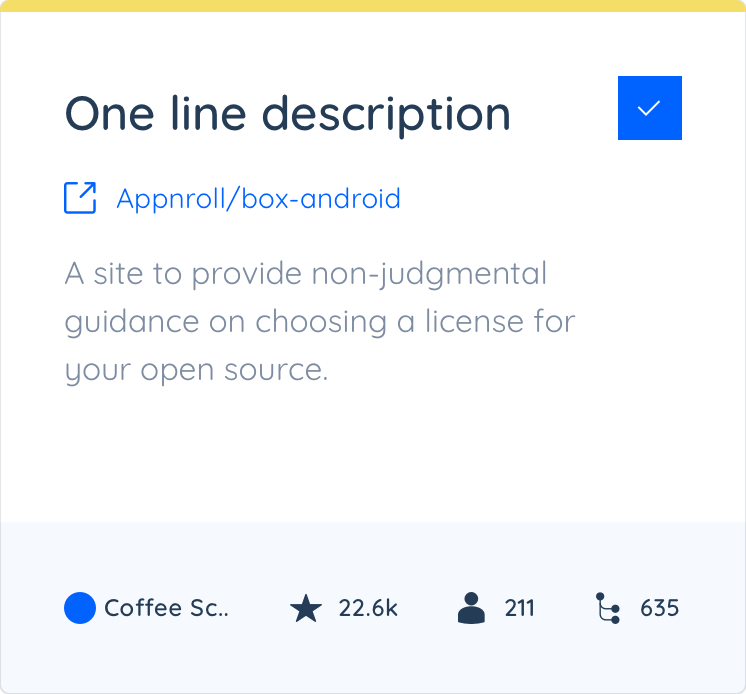 One line description
Appnroll/box-android
A site to provide non-judgmental
guidance on choosing a license for
your open source.
Coffee Sc.. 22.6k 211 635